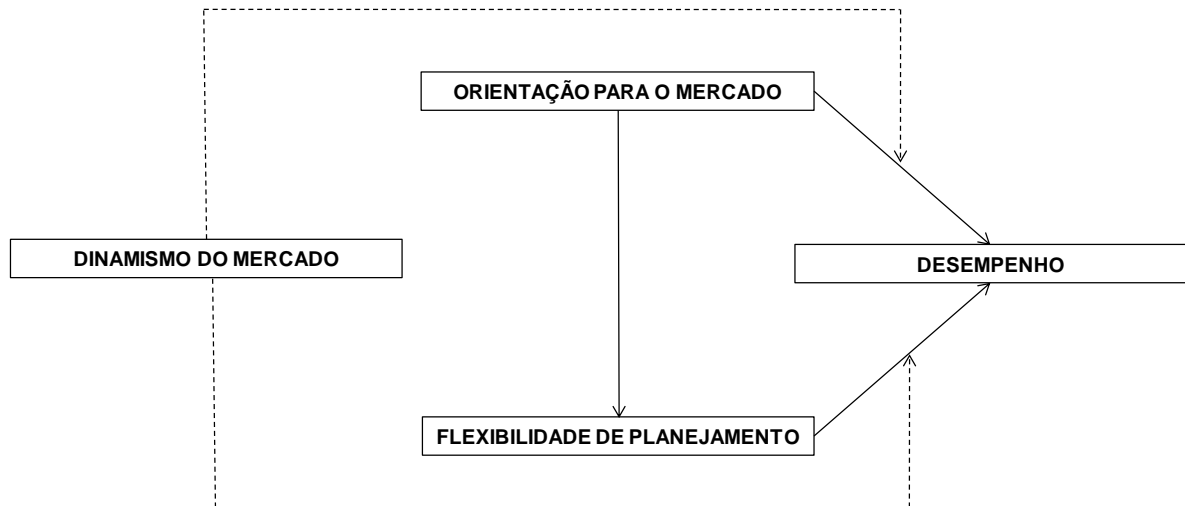 ORIENTAÇÃO PARA O MERCADO
DINAMISMO DO MERCADO
DESEMPENHO
FLEXIBILIDADE DE PLANEJAMENTO